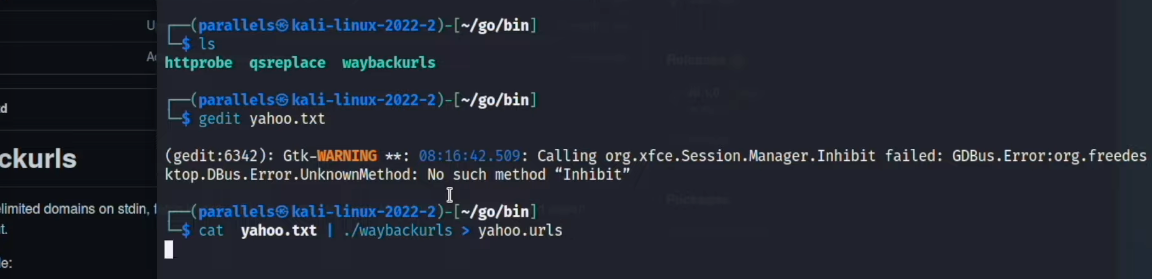 ┌──(parallels㉿kali-linux-2022-2)-[~/go/bin]
└─$ ls
httprobe qsreplace waybackurls
┌──(parallels㉿kali-linux-2022-2)-[~/go/bin]
└─$ gedit yahoo.txt
(gedit:6342): Gtk-WARNING **: 08:16:42.509: Calling org.xfce.Session.Manager.Inhibit failed: GDBus.Error:org.freedes
ktop.DBus.Error.UnknownMethod: No such method “Inhibit”
┌──(parallels㉿kali-linux-2022-2)-[~/go/bin]
└─$ cat yahoo.txt | ./waybackurls > yahoo.urls
d
ckurls
elimited domains on stdin, f
t.
le: